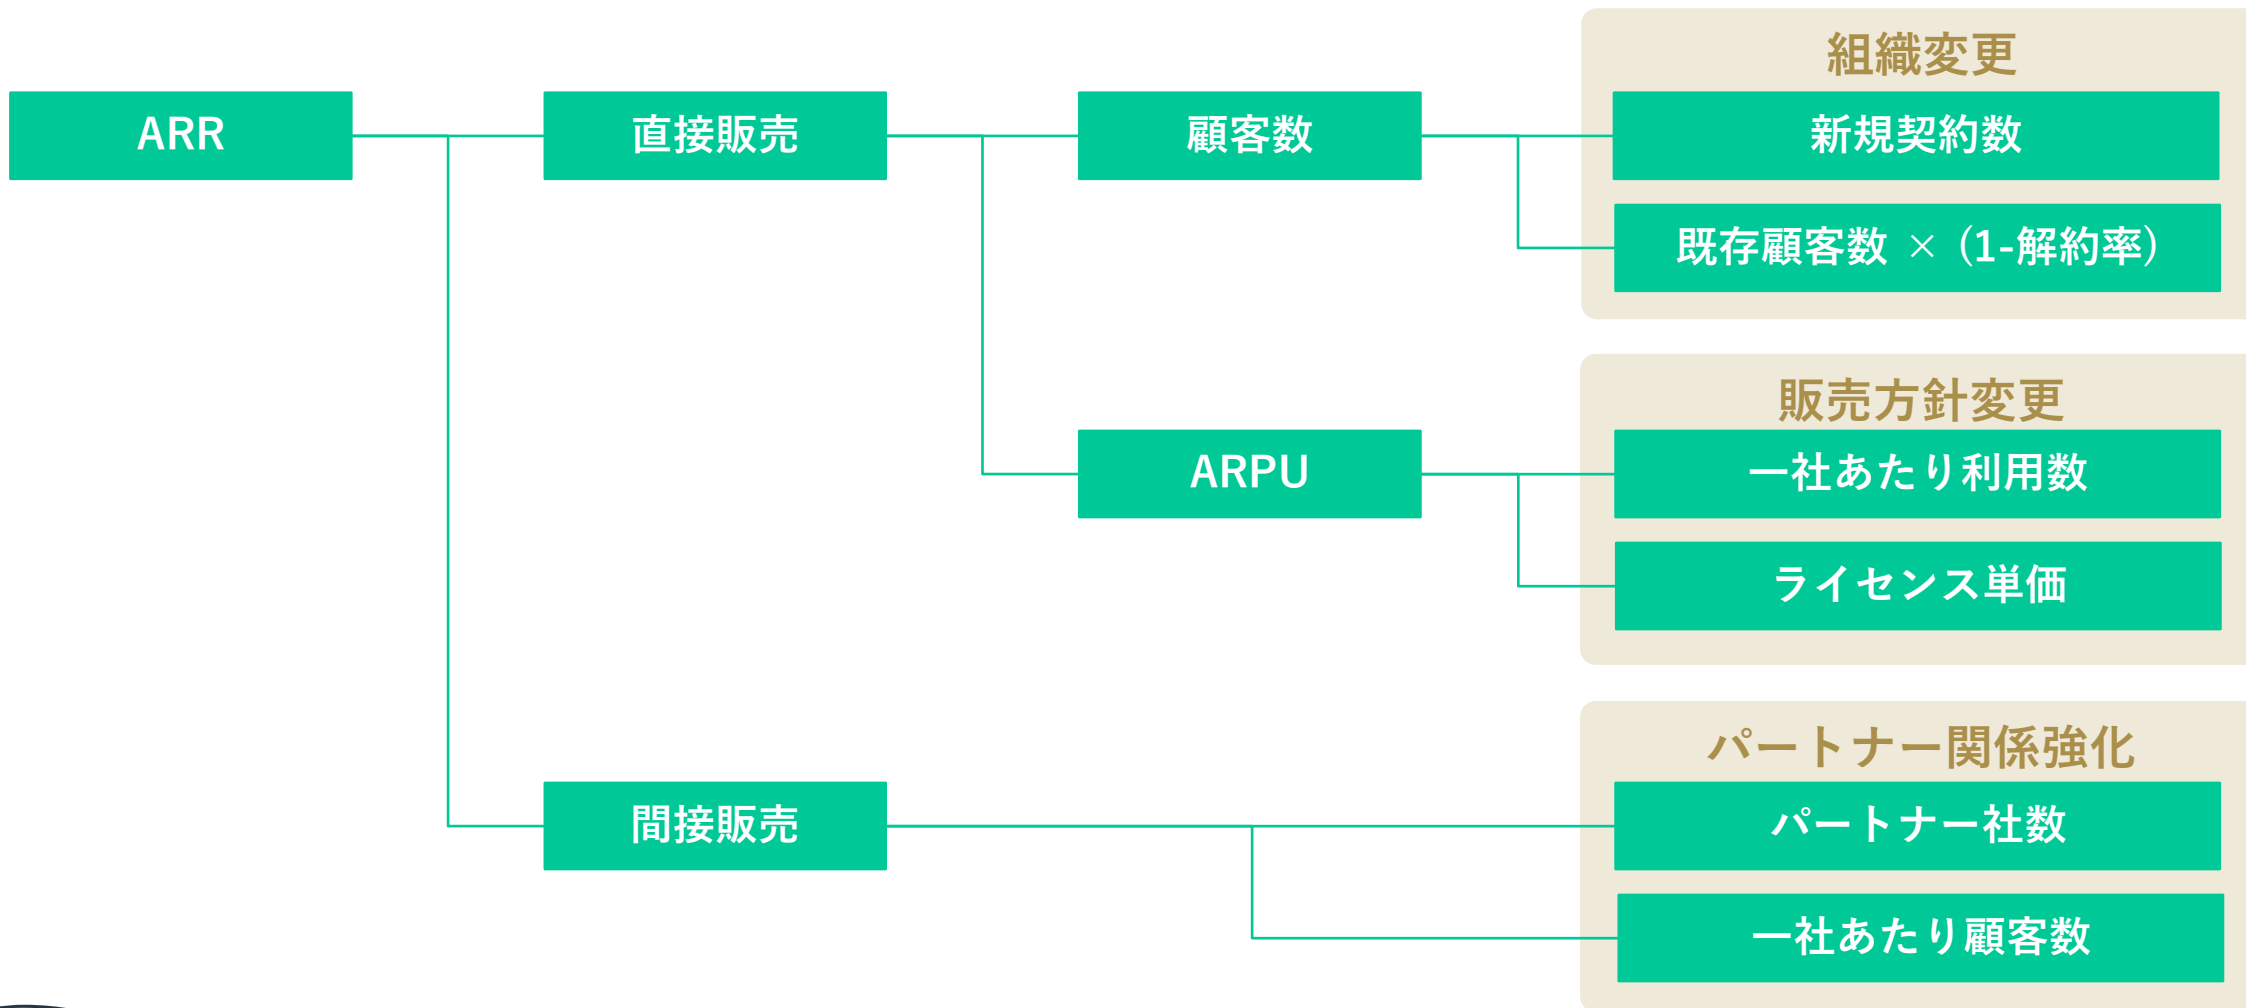 組織変更
ARR
直接販売
顧客数
新規契約数
既存顧客数 ×（1-解約率）
販売方針変更
ARPU
一社あたり利用数
ライセンス単価
パートナー関係強化
間接販売
パートナー社数
一社あたり顧客数